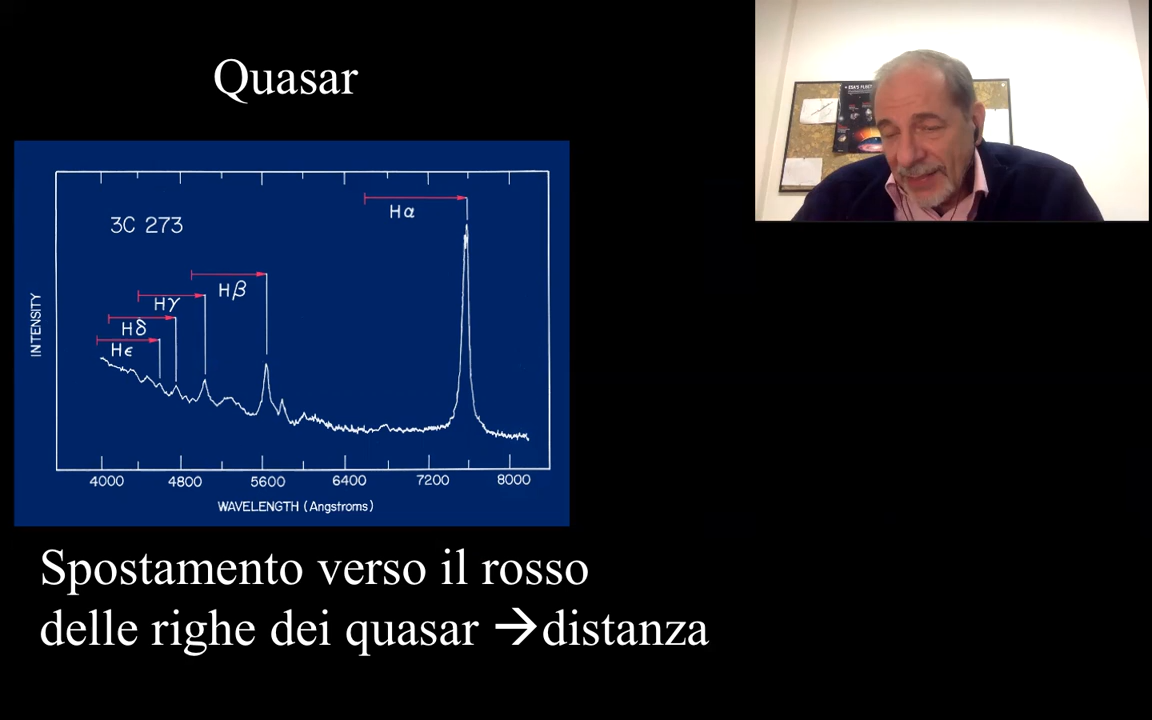 Quasar
3C 273
Hα
Hβ
Hγ
Hδ
Hϵ
INTENSITY
4000 4800 5600 6400 7200 8000
WAVELENGTH (Angstroms)
Spostamento verso il rosso
delle righe dei quasar →distanza